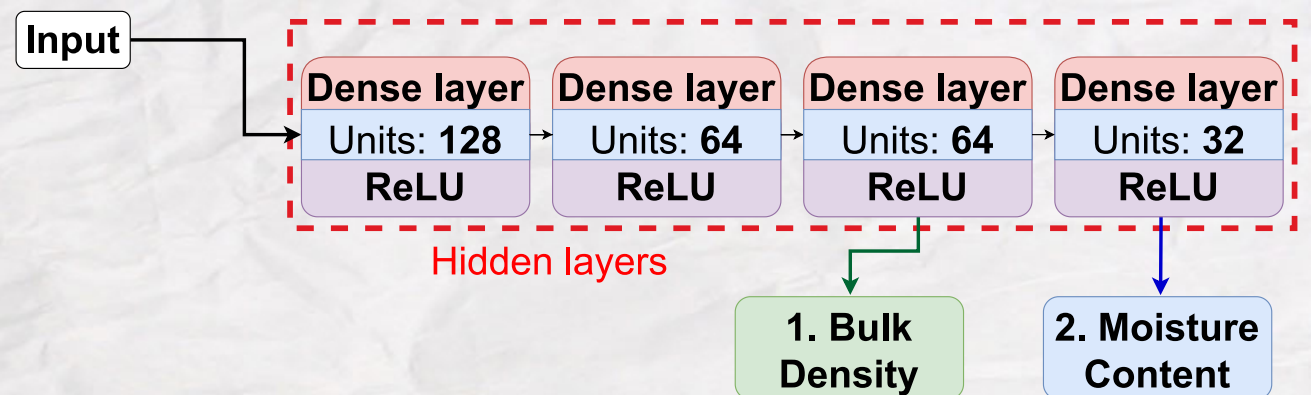 Input
Dense layer
Units: 128
ReLU
Dense layer
Units: 64
ReLU
Dense layer
Units: 64
ReLU
Dense layer
Units: 32
ReLU
Hidden layers
1. Bulk
Density
2. Moisture
Content